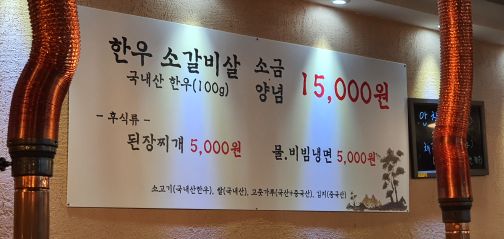 한우 소갈비살 소금 양념 15,000원
국내산 한우(100g)
- 후식류 -
된장찌개 5,000원
물.비빔냉면 5,000원
소고기(국내산한우), 쌀(국내산), 고춧가루(국산+중국산), 김치(중국산)